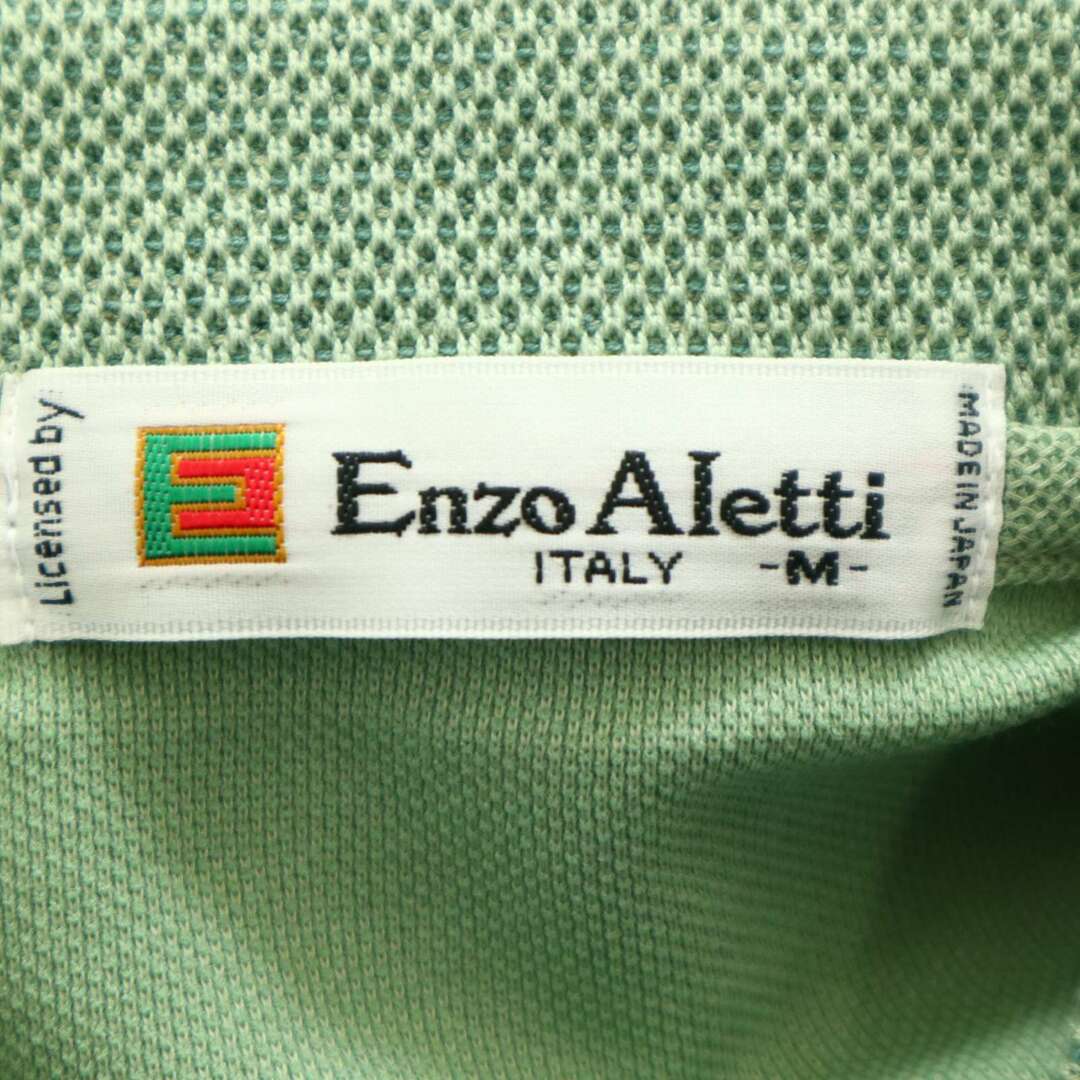 Licensed by
Enzo Aletti
ITALY -M-
MADE IN JAPAN